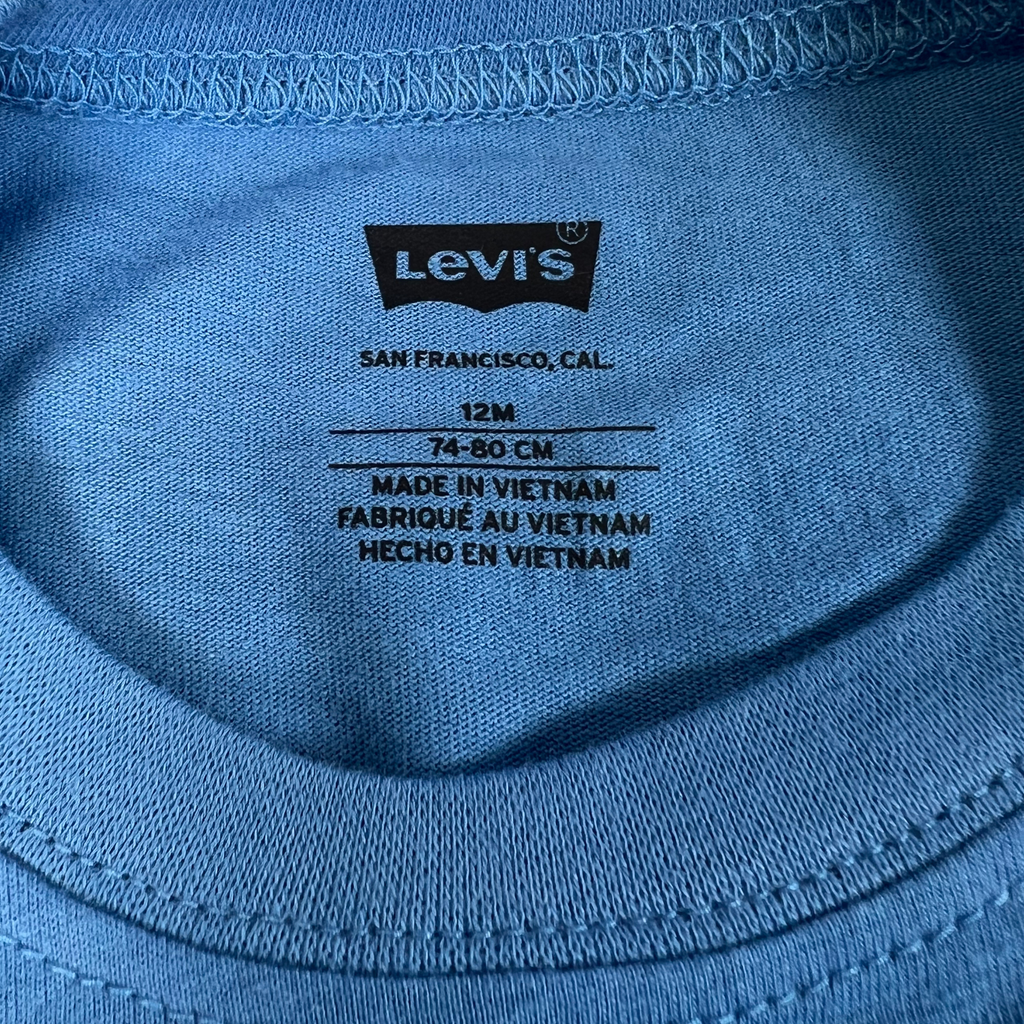 Levi's ®
SAN FRANCISCO, CAL.
12M
74-80 CM
MADE IN VIETNAM
FABRIQUÉ AU VIETNAM
HECHO EN VIETNAM